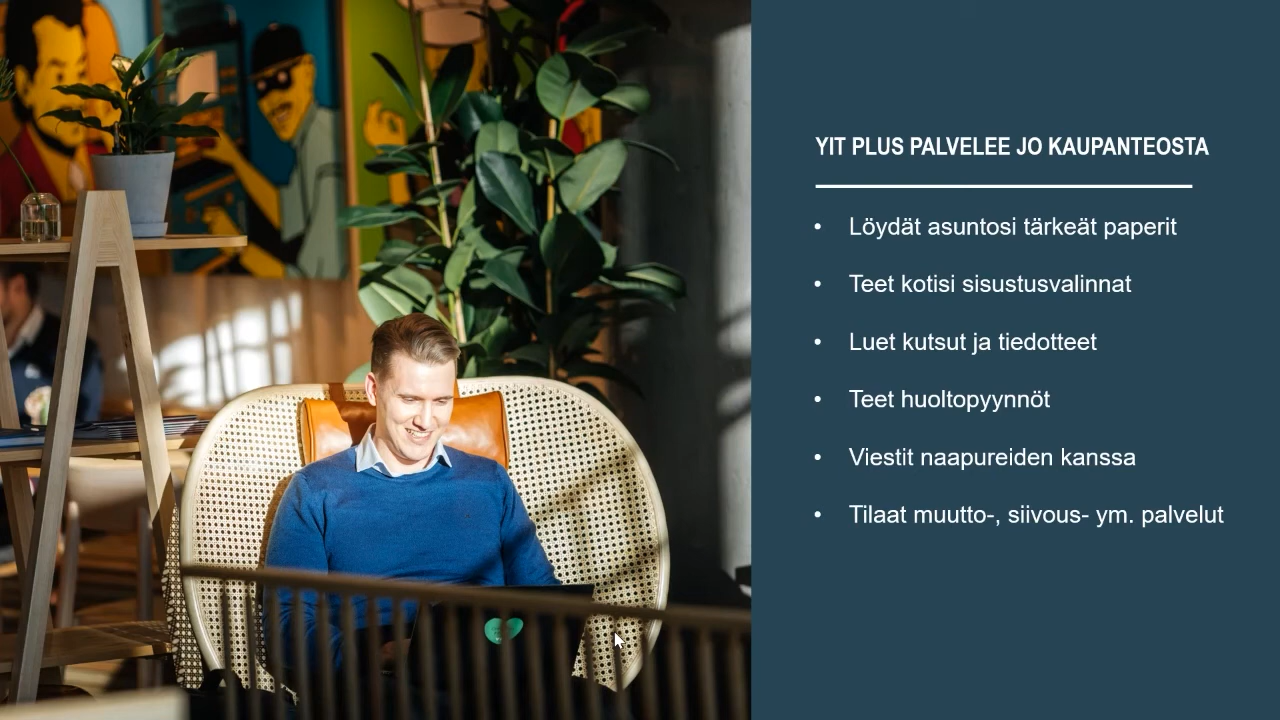 YIT PLUS PALVELEE JO KAUPANTEOSTA
• Löydät asuntosi tärkeät paperit
• Teet kotisi sisustusvalinnat
• Luet kutsut ja tiedotteet
• Teet huoltopyynnöt
• Viestit naapureiden kanssa
• Tilaat muutto-, siivous- ym. palvelut